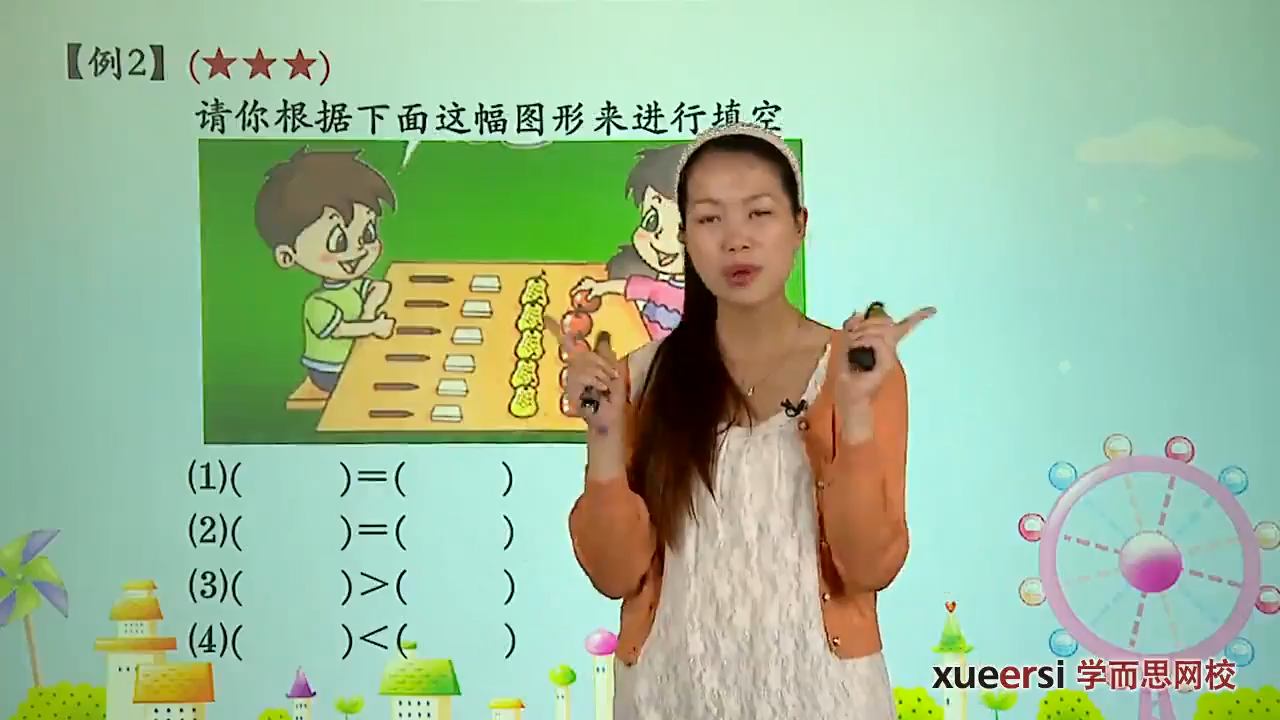 【例2】(★★★)
请你根据下面这幅图形来进行填空
(1)(    )=(    )
(2)(    )=(    )
(3)(    )>(    )
(4)(    )<(    )
xueersi 学而思网校